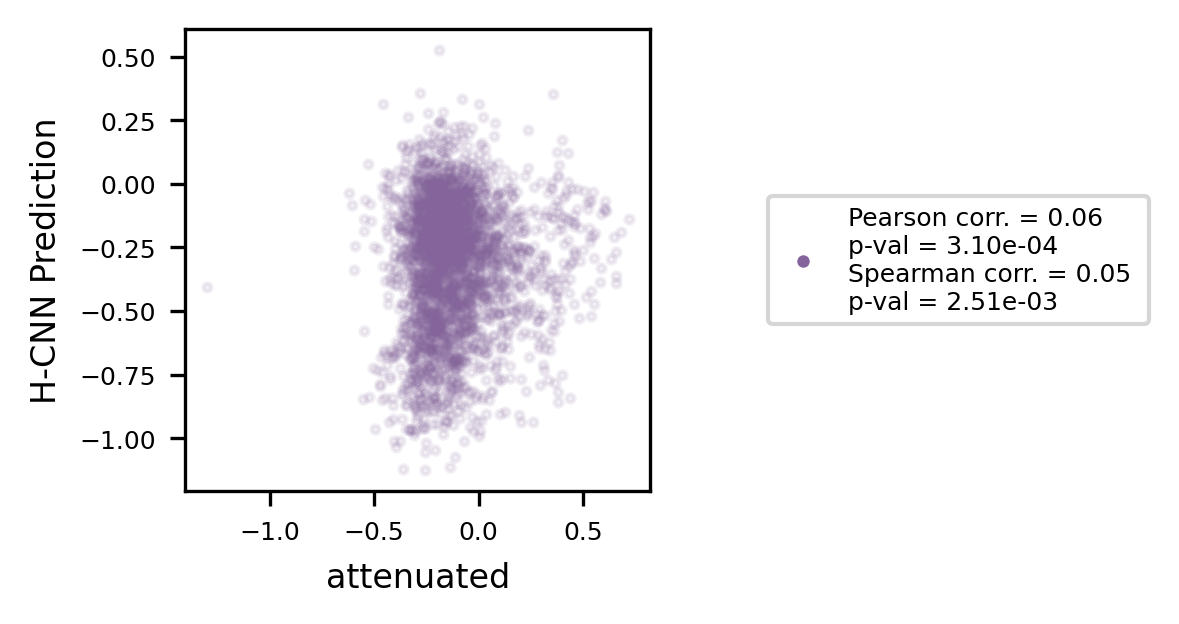 H-CNN Prediction
0.50
0.25
0.00
−0.25
−0.50
−0.75
−1.00
−1.0
−0.5
0.0
0.5
attenuated
Pearson corr. = 0.06
p-val = 3.10e-04
Spearman corr. = 0.05
p-val = 2.51e-03